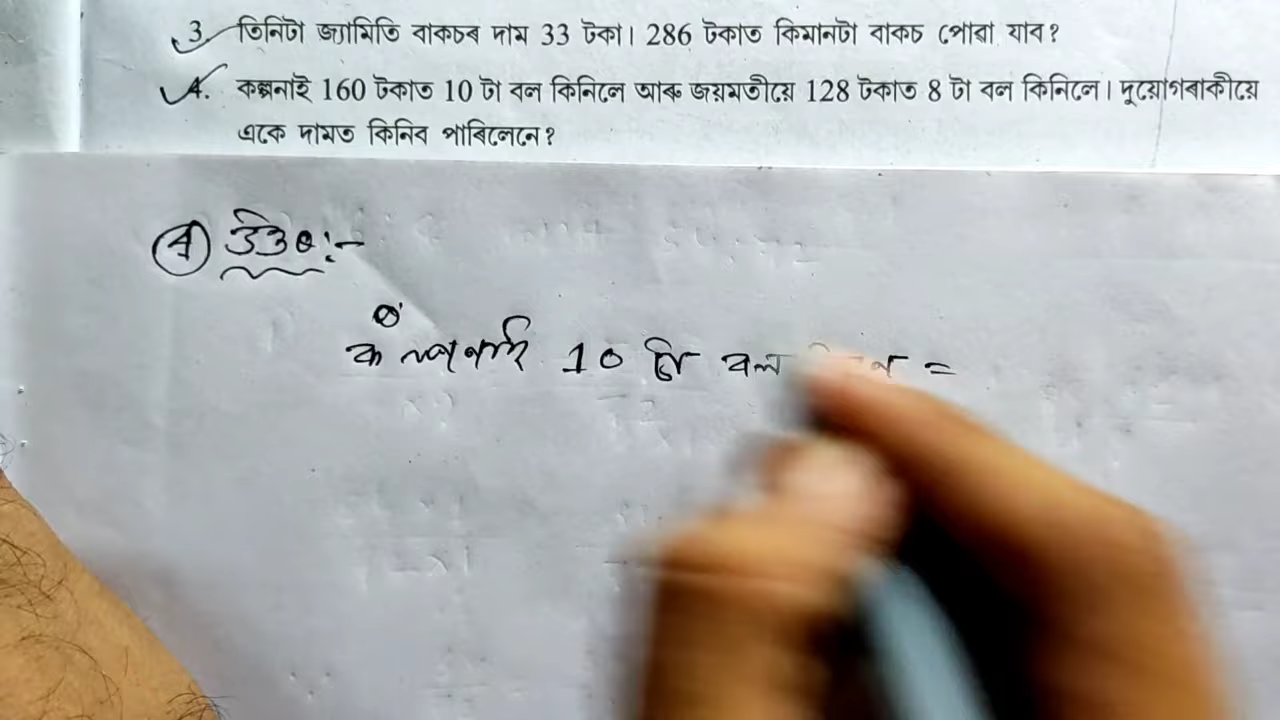 3. তিনিটা জ্যামিতি বাকচৰ দাম 33 টকা। 286 টকাত কিমানটা বাকচ পোৱা যাব?
4. কল্পনাই 160 টকাত 10 টা বল কিনিলে আৰু জয়মতীয়ে 128 টকাত 8 টা বল কিনিলে। দুয়োগৰাকীয়ে
একে দামত কিনিব পাৰিলেনে?
4 উত্তৰ:-
কল্পনাই 10 টা বল =